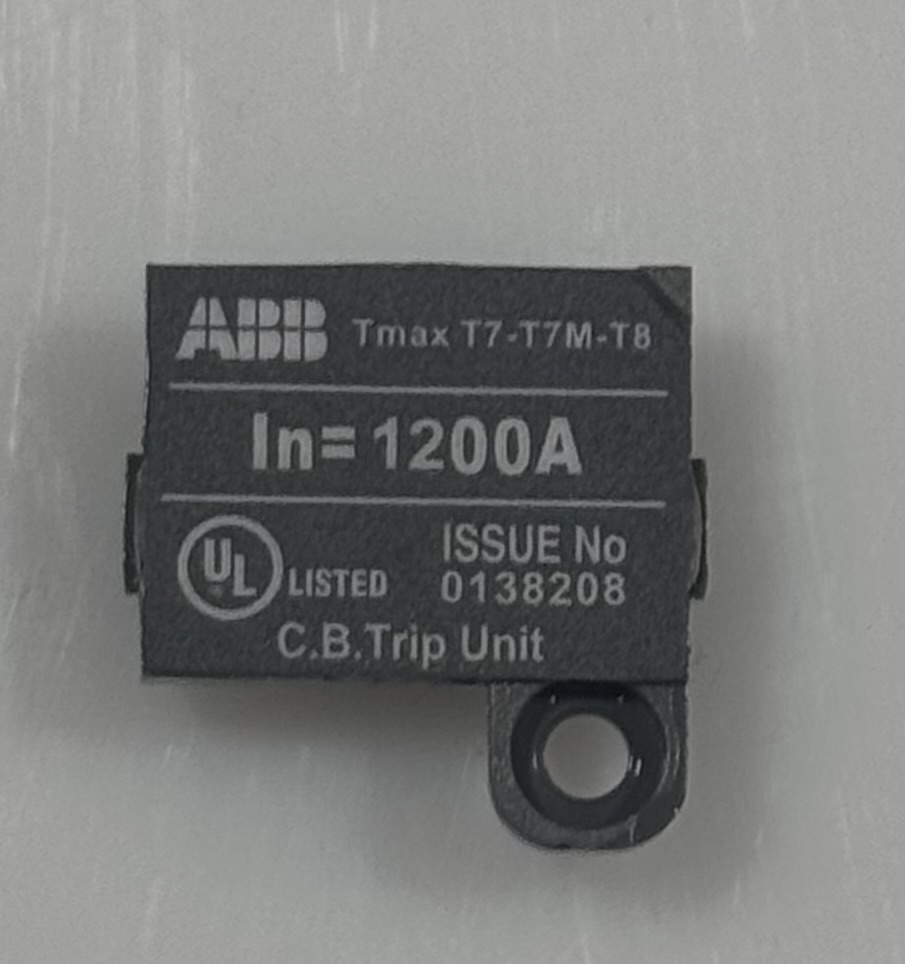 ABB Tmax T7-T7M-T8
In= 1200A
UL LISTED ISSUE No
0138208
C.B.Trip Unit